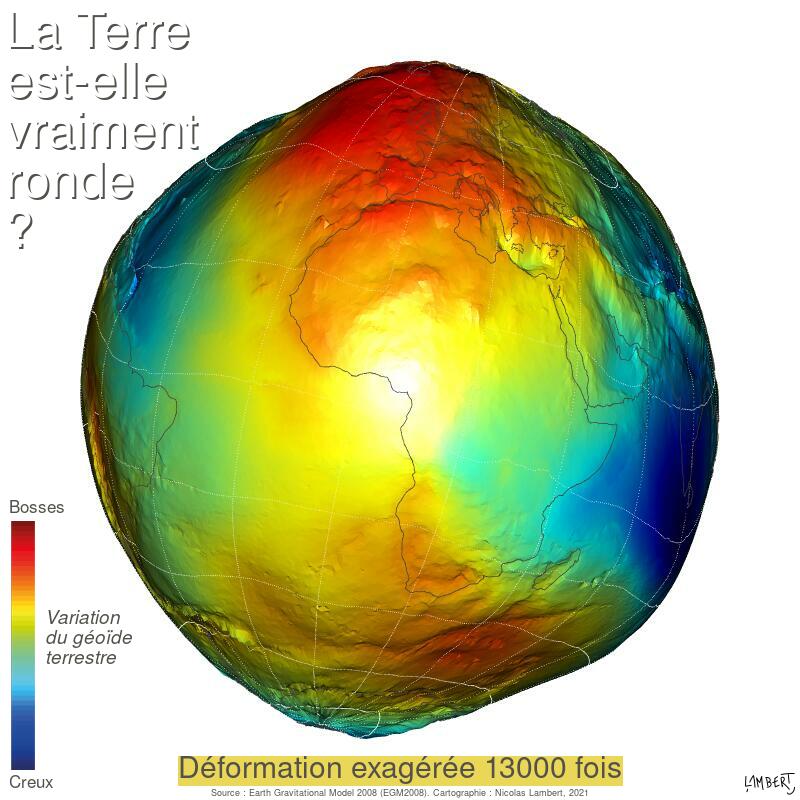 La Terre
est-elle
vraiment
ronde
?
Bosses
Variation
du géoïde
terrestre
Creux
Déformation exagérée 13000 fois
Source : Earth Gravitational Model 2008 (EGM2008). Cartographie : Nicolas Lambert, 2021
LAMBERT